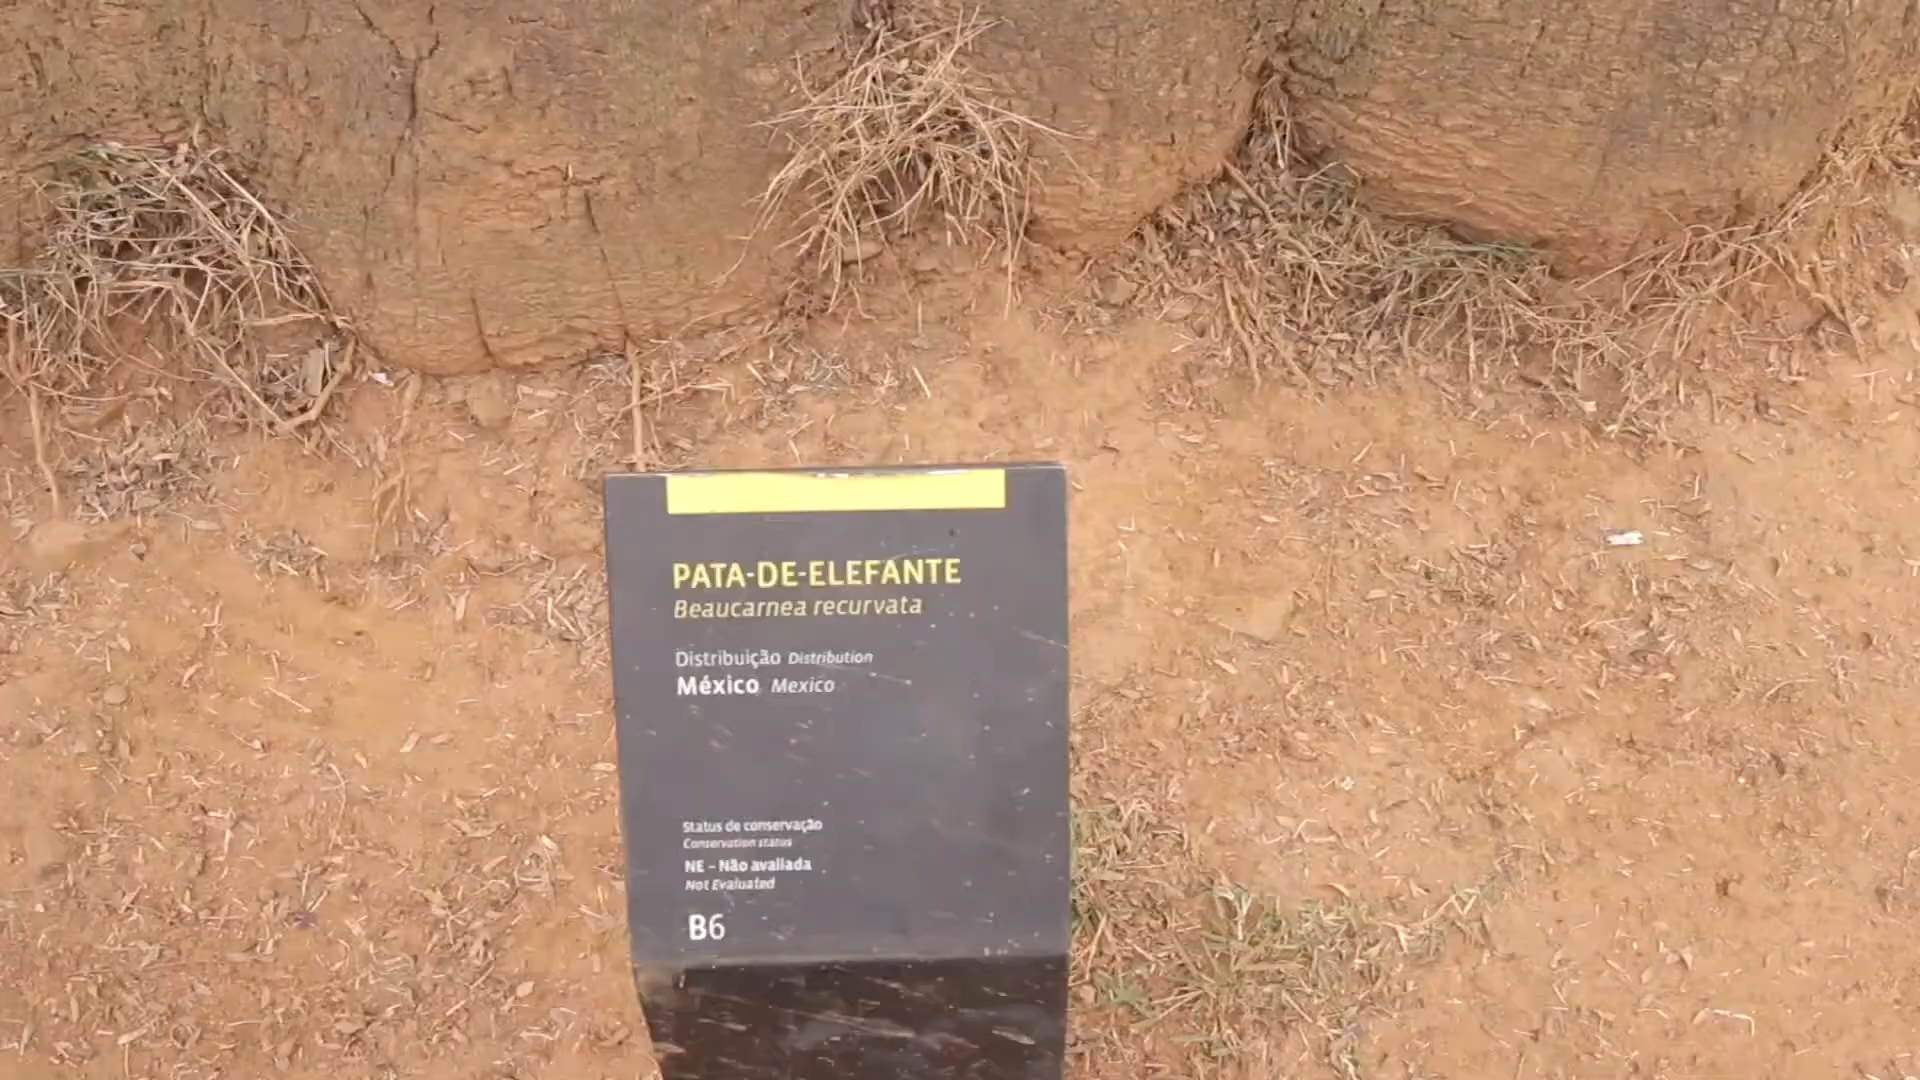 PATA-DE-ELEFANTE
Beaucarnea recurvata
Distribuição Distribution
México Mexico
Status de conservação
Conservation status
NE - Não avaliada
Not Evaluated
B6